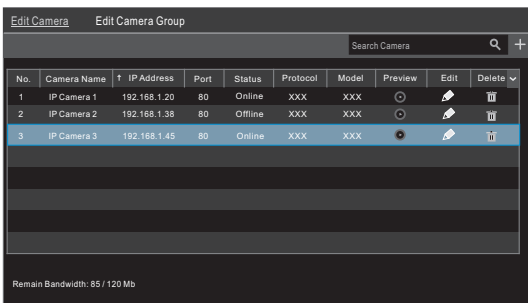 Edit Camera Edit Camera Group
Search Camera
No. Camera Name ↑ IP Address Port Status Protocol Model Preview Edit Delete
1 IP Camera 1 192.168.1.20 80 Online XXX XXX
2 IP Camera 2 192.168.1.38 80 Offline XXX XXX
3 IP Camera 3 192.168.1.45 80 Online XXX XXX
Remain Bandwidth: 85 / 120 Mb